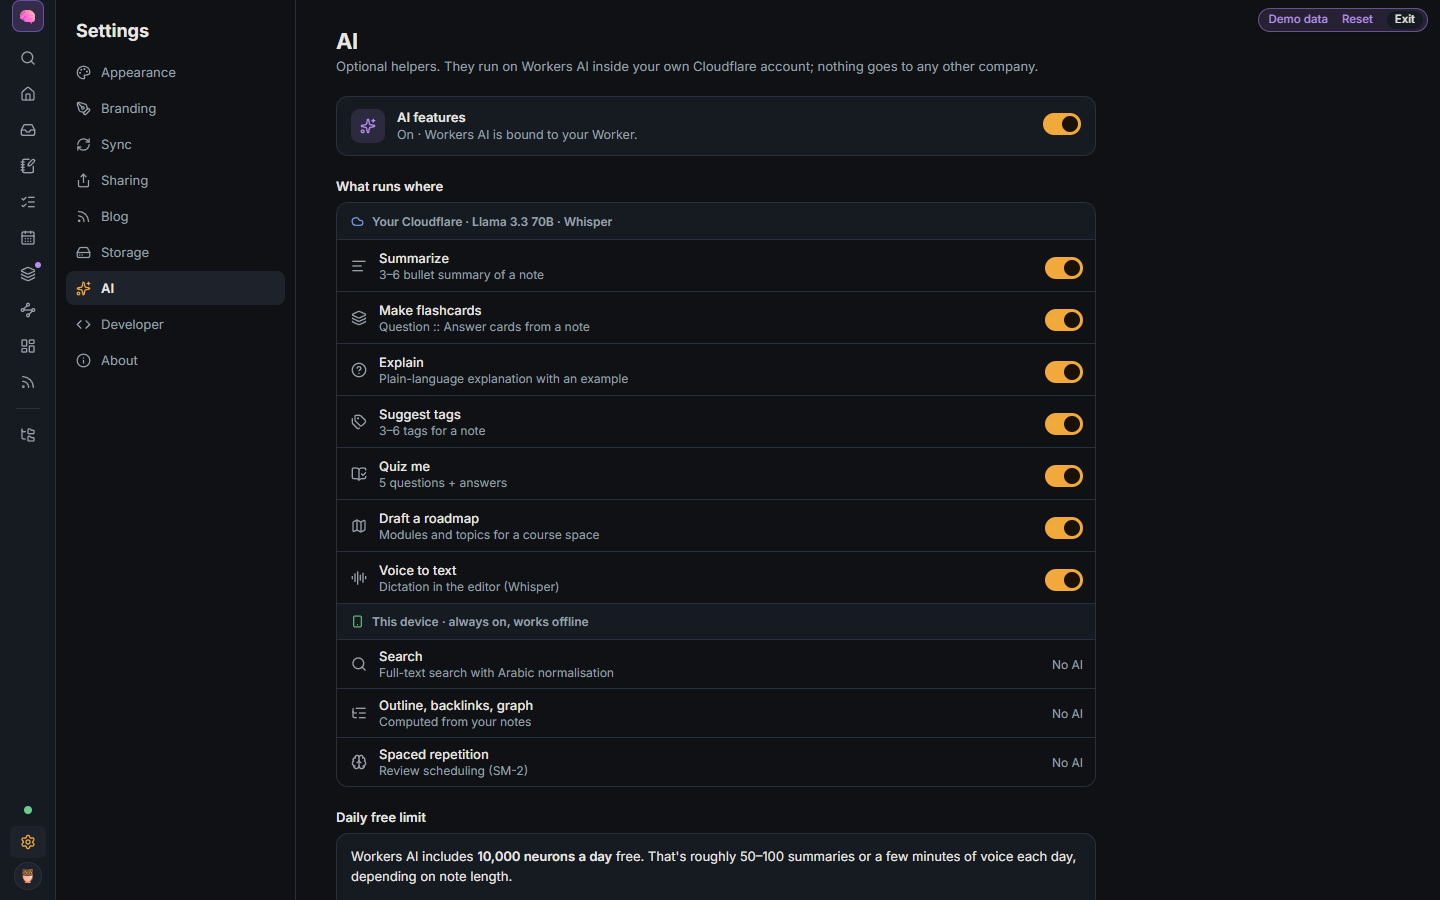 Settings
Appearance
Branding
Sync
Sharing
Blog
Storage
AI
Developer
About
Demo data Reset Exit
AI
Optional helpers. They run on Workers AI inside your own Cloudflare account; nothing goes to any other company.
AI features
On · Workers AI is bound to your Worker.
What runs where
Your Cloudflare · Llama 3.3 70B · Whisper
Summarize
3–6 bullet summary of a note
Make flashcards
Question :: Answer cards from a note
Explain
Plain-language explanation with an example
Suggest tags
3–6 tags for a note
Quiz me
5 questions + answers
Draft a roadmap
Modules and topics for a course space
Voice to text
Dictation in the editor (Whisper)
This device · always on, works offline
Search
Full-text search with Arabic normalisation
No AI
Outline, backlinks, graph
Computed from your notes
No AI
Spaced repetition
Review scheduling (SM-2)
No AI
Daily free limit
Workers AI includes 10,000 neurons a day free. That's roughly 50–100 summaries or a few minutes of voice each day,
depending on note length.